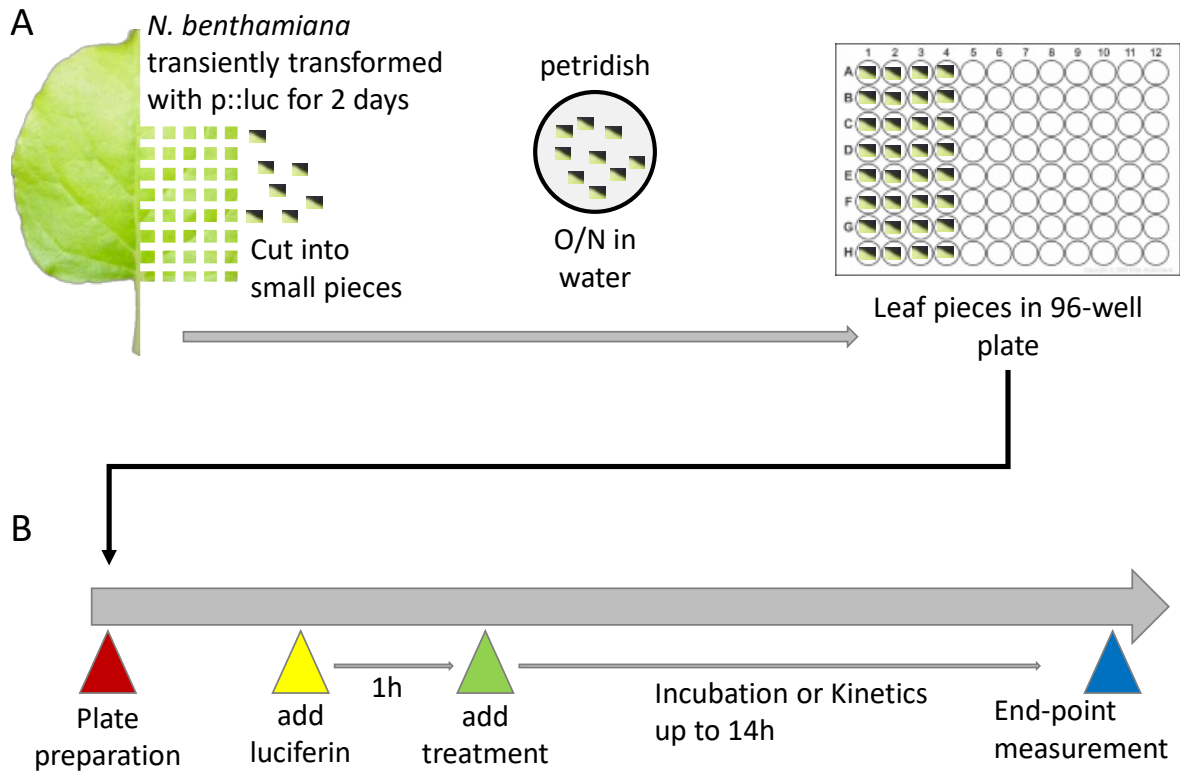 A
N. benthamiana
transiently transformed
with p::luc for 2 days
Cut into
small pieces
petridish
O/N in
water
1 2 3 4 5 6 7 8 9 10 11 12
A
B
C
D
E
F
G
H
Leaf pieces in 96-well
plate
B
Plate
preparation
add
luciferin
1h
add
treatment
Incubation or Kinetics
up to 14h
End-point
measurement